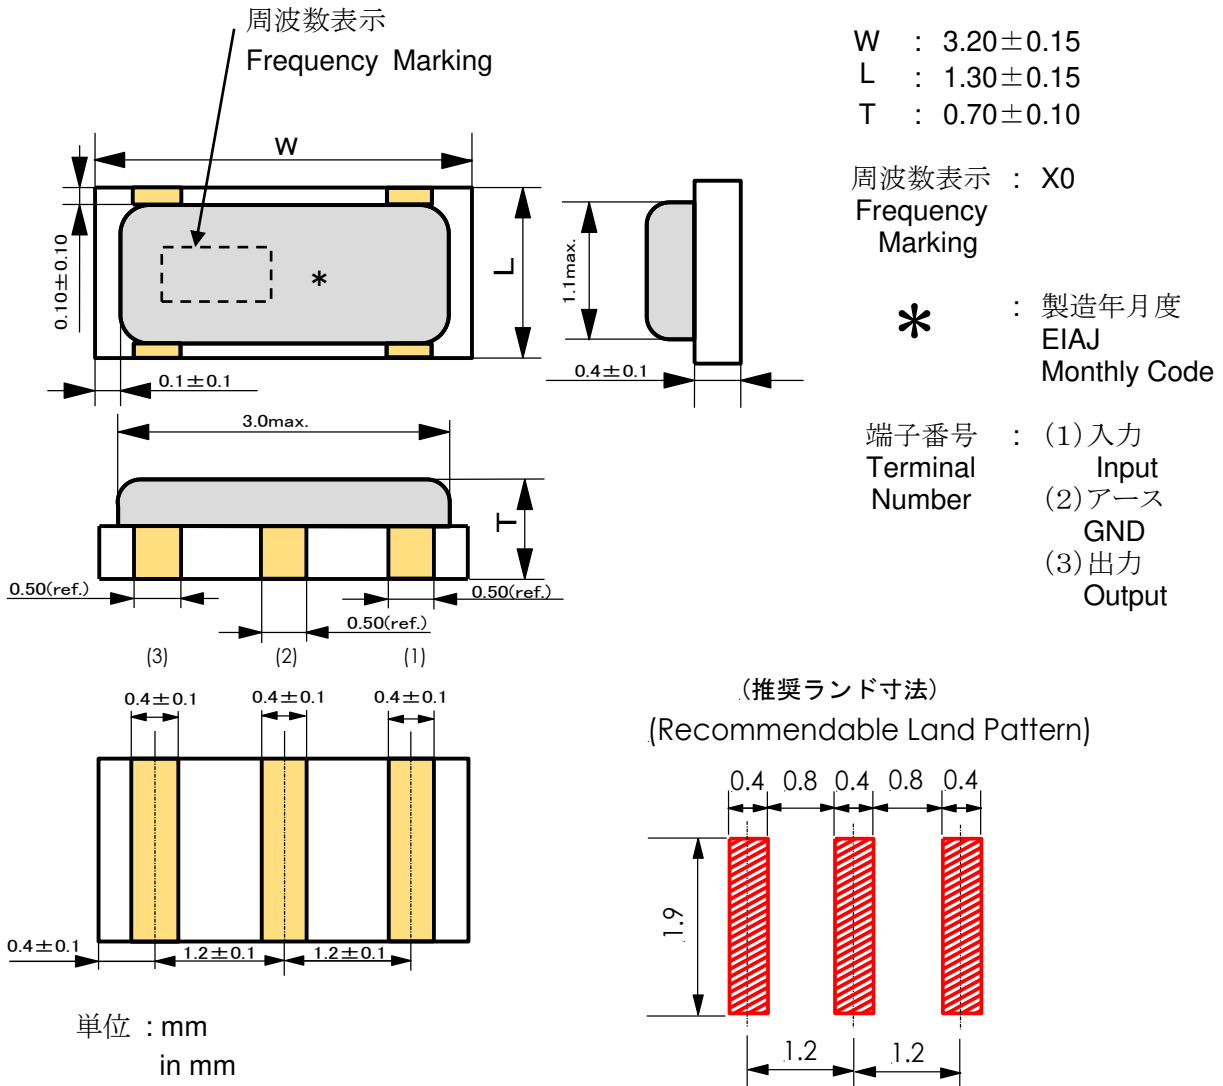 周波数表示
Frequency Marking
W
0.10±0.10
*
L
0.1±0.1
1.1max.
0.4±0.1
3.0max.
T
0.50(ref.)
0.50(ref.)
0.50(ref.)
(3) (2) (1)
0.4±0.1 0.4±0.1 0.4±0.1
0.4±0.1 1.2±0.1 1.2±0.1
単位 : mm
in mm
W : 3.20±0.15
L : 1.30±0.15
T : 0.70±0.10
周波数表示 : X0
Frequency
Marking
* : 製造年月度
EIAJ
Monthly Code
端子番号 : (1)入力
Terminal Input
Number (2)アース
GND
(3)出力
Output
(推奨ランド寸法)
(Recommendable Land Pattern)
0.4 0.8 0.4 0.8 0.4
1.9
1.2 1.2